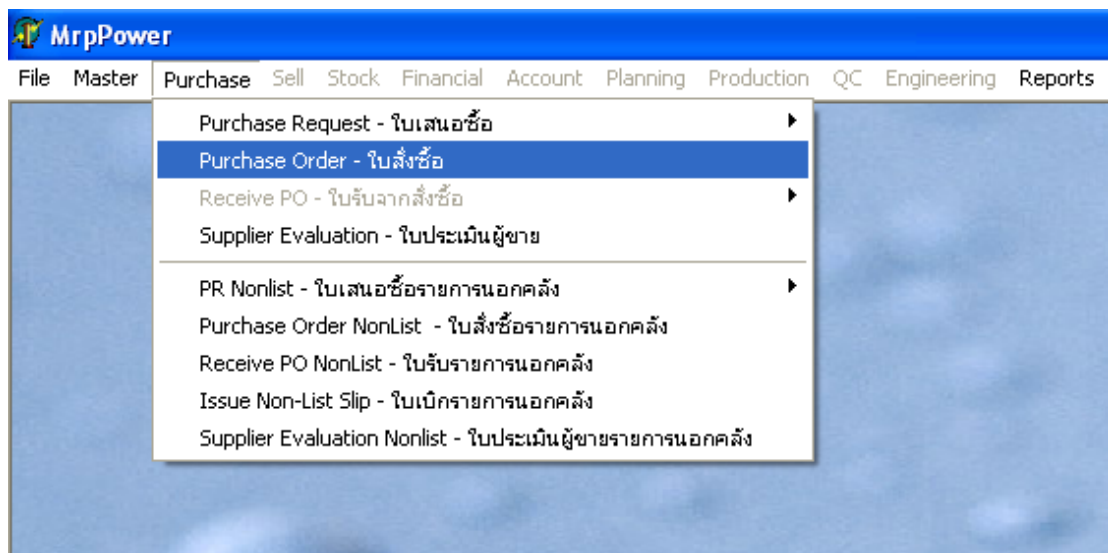 MrpPower
File Master Purchase Sell Stock Financial Account Planning Production QC Engineering Reports
Purchase Request - ใบเสนอซื้อ
Purchase Order - ใบสั่งซื้อ
Receive PO - ใบรับจากสั่งซื้อ
Supplier Evaluation - ใบประเมินผู้ขาย
PR Nonlist - ใบเสนอซื้อรายการนอกคลัง
Purchase Order NonList - ใบสั่งซื้อรายการนอกคลัง
Receive PO NonList - ใบรับรายการนอกคลัง
Issue Non-List Slip - ใบเบิกรายการนอกคลัง
Supplier Evaluation Nonlist - ใบประเมินผู้ขายรายการนอกคลัง